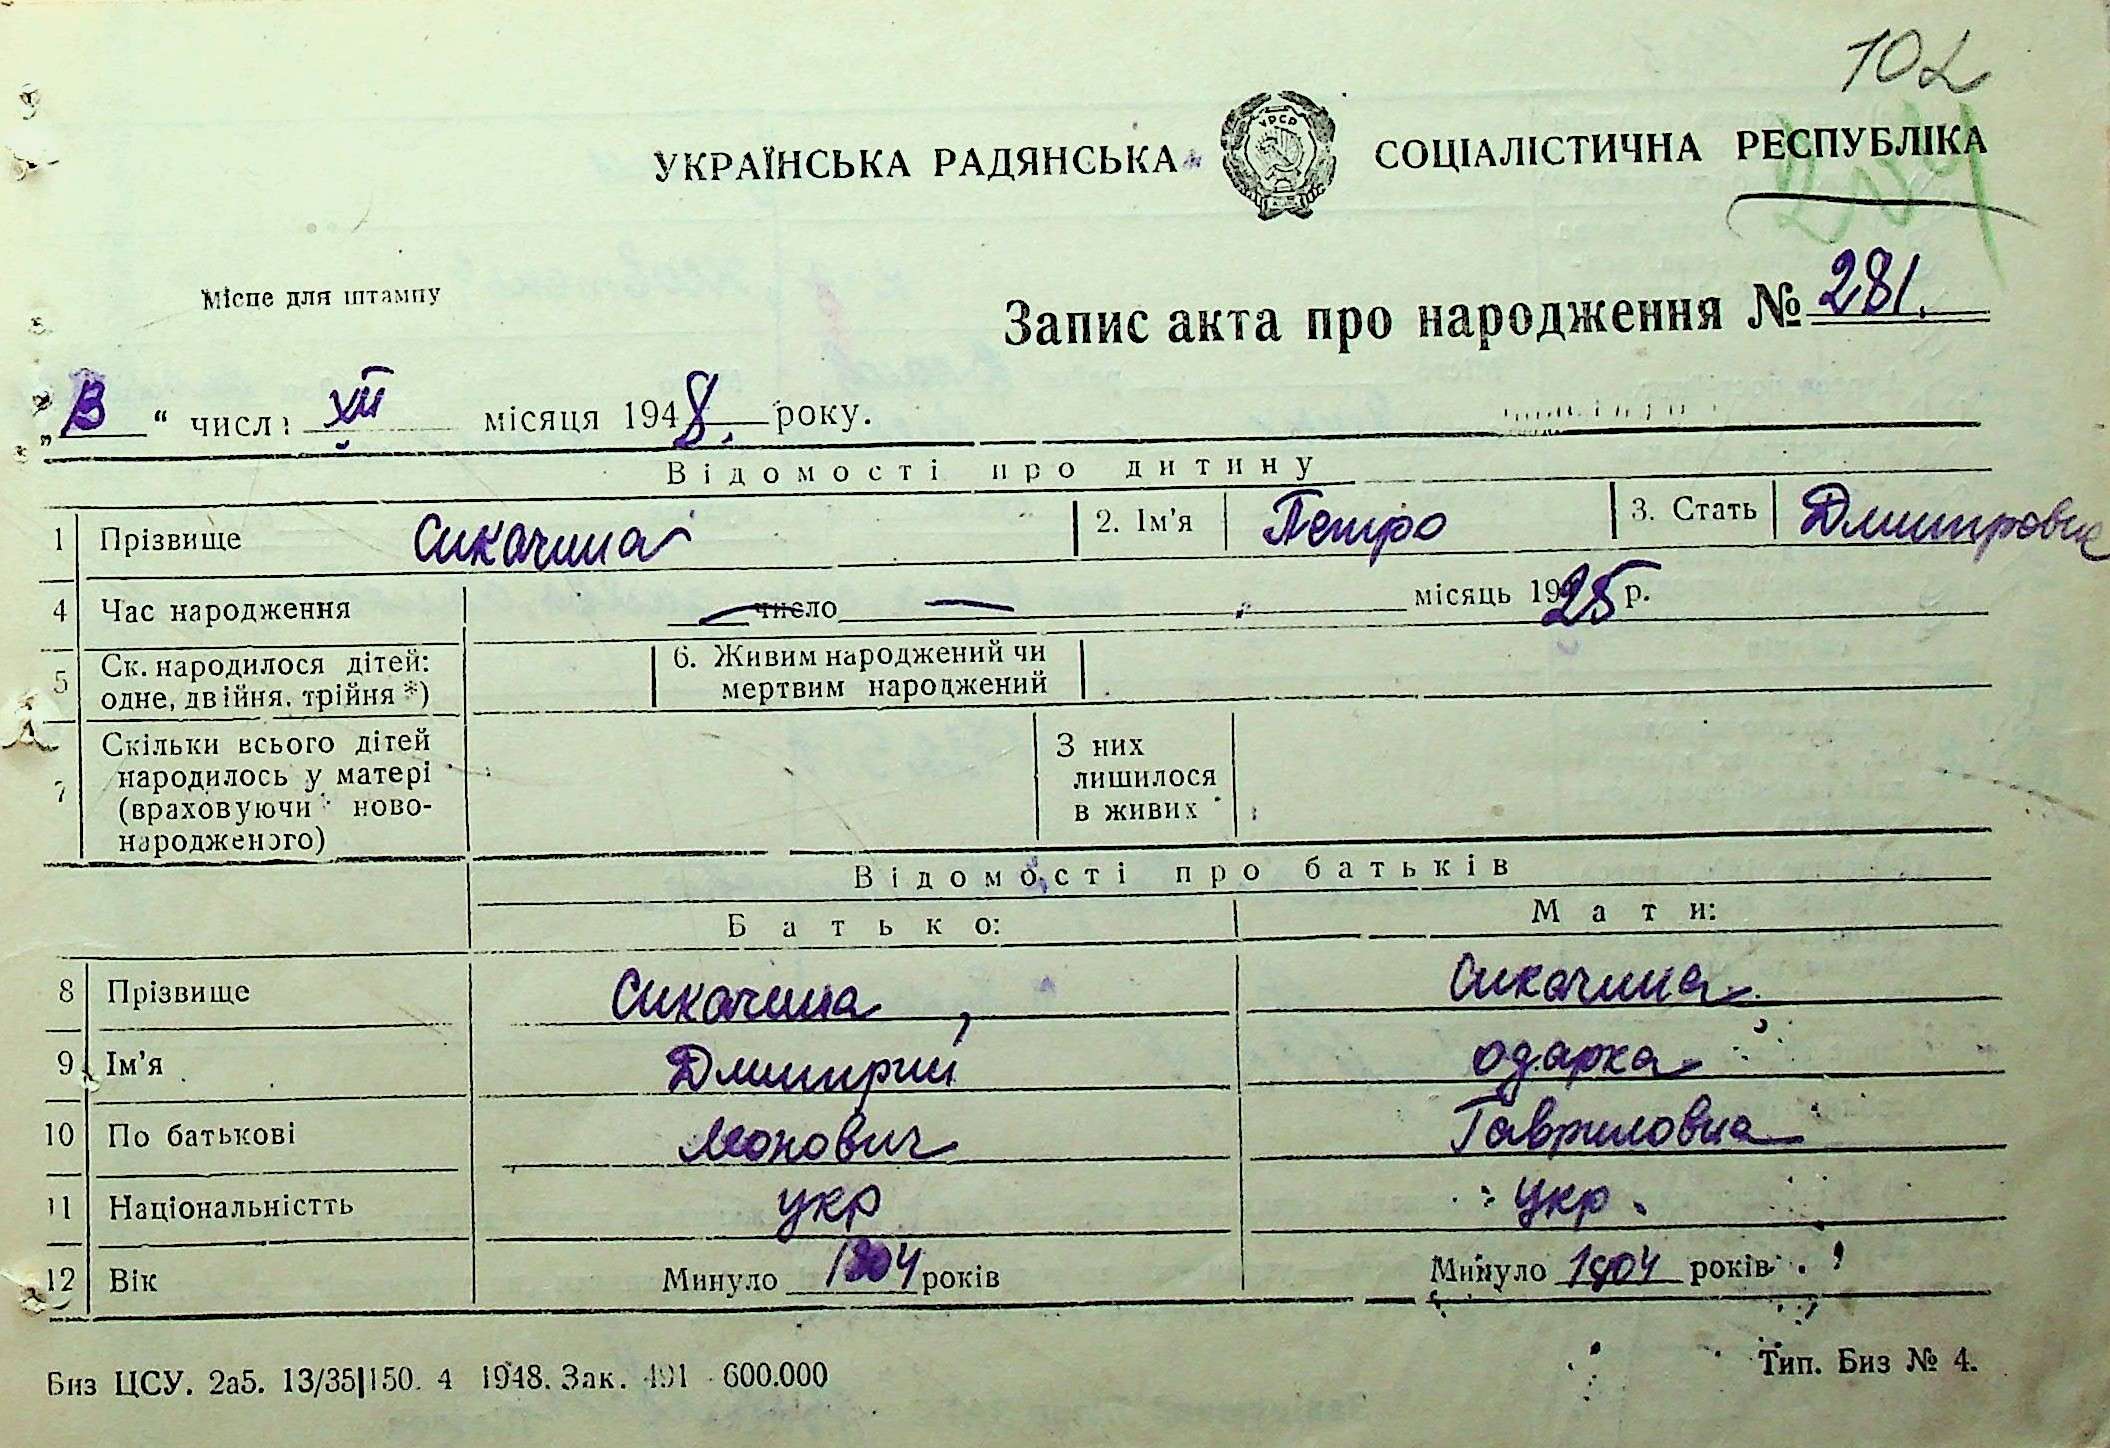 102
УКРАЇНСЬКА РАДЯНСЬКА СОЦІАЛІСТИЧНА РЕСПУБЛІКА
УРСР
Місце для штампу
Запис акта про народження № 281.
„13“ числа XII місяця 1948. року.
Відомості про дитину
1 Прізвище Сикачина 2. Ім'я Петро 3. Стать Дмитровис
4 Час народження — число — місяць 1925 р.
5 Ск. народилося дітей: одне, двійня, трійня *) 6. Живим народжений чи мертвим народжений
7 Скільки всього дітей народилось у матері (враховуючи ново-народженого) З них лишилося в живих
Відомості про батьків
Батько: Мати:
8 Прізвище Сикачина Сикачина
9 Ім'я Дмитрий Одарка
10 По батькові Монович Гавриловна
11 Національністть укр укр.
12 Вік Минуло 1904 років Минуло 1904 років
Биз ЦСУ. 2а5. 13/35|150. 4 1948. Зак. 491 600.000 Тип. Биз № 4.